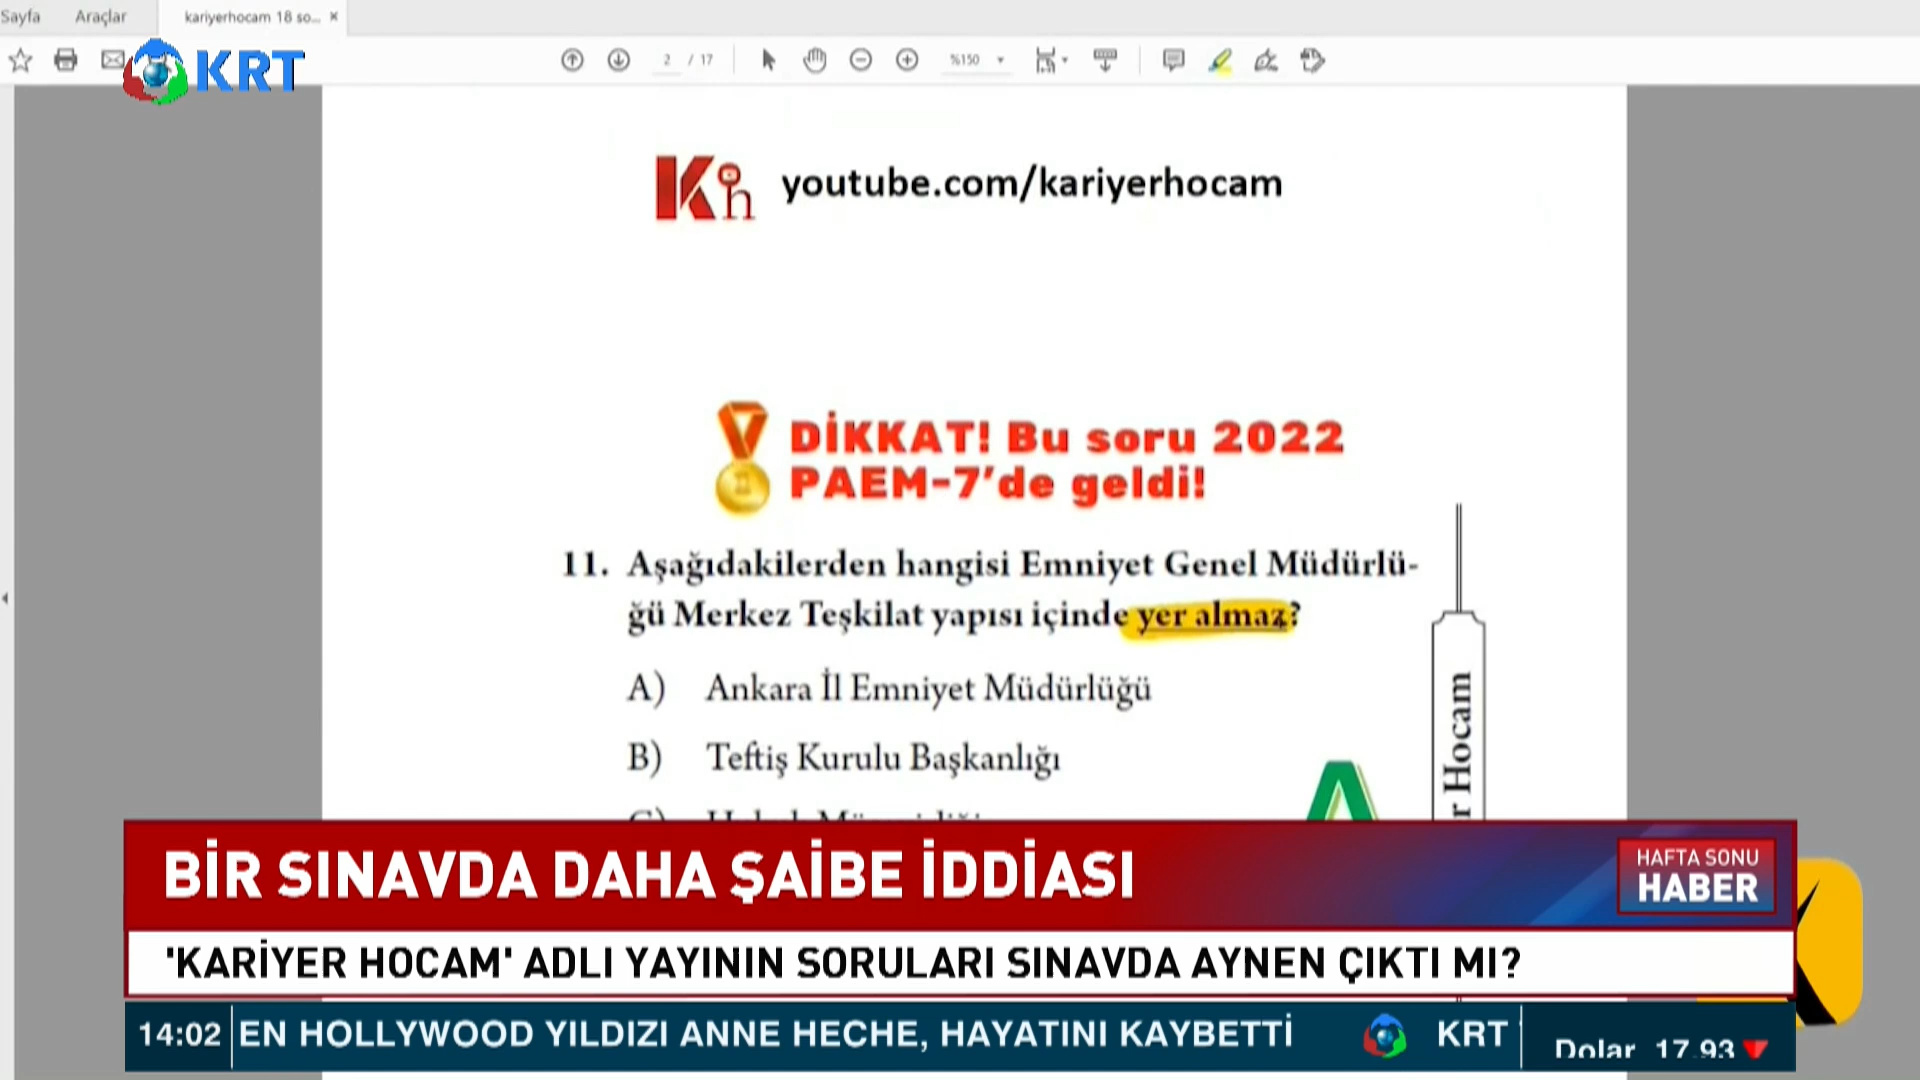 Sayfa
Araçlar
kariyerhocam 18 so...
KRT
2 / 17
%150
Kh
youtube.com/kariyerhocam
DİKKAT! Bu soru 2022
PAEM-7'de geldi!
11. Aşağıdakilerden hangisi Emniyet Genel Müdürlü-
ğü Merkez Teşkilat yapısı içinde yer almaz?
A) Ankara İl Emniyet Müdürlüğü
B) Teftiş Kurulu Başkanlığı
Hocam
BİR SINAVDA DAHA ŞAİBE İDDİASI
HAFTA SONU
HABER
'KARİYER HOCAM' ADLI YAYININ SORULARI SINAVDA AYNEN ÇIKTI MI?
14:02
EN HOLLYWOOD YILDIZI ANNE HECHE, HAYATINI KAYBETTİ
KRT
Dolar 17.93